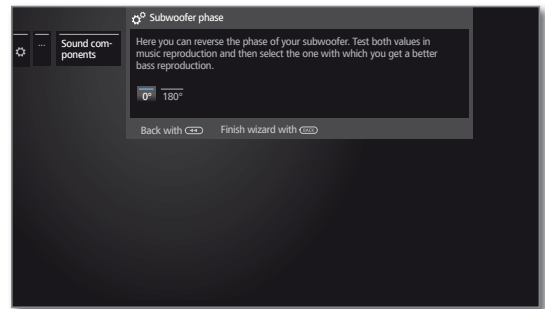 Subwoofer phase
...
Sound com-
ponents
Here you can reverse the phase of your subwoofer. Test both values in
music reproduction and then select the one with which you get a better
bass reproduction.
0° 180°
Back with Finish wizard with BACK